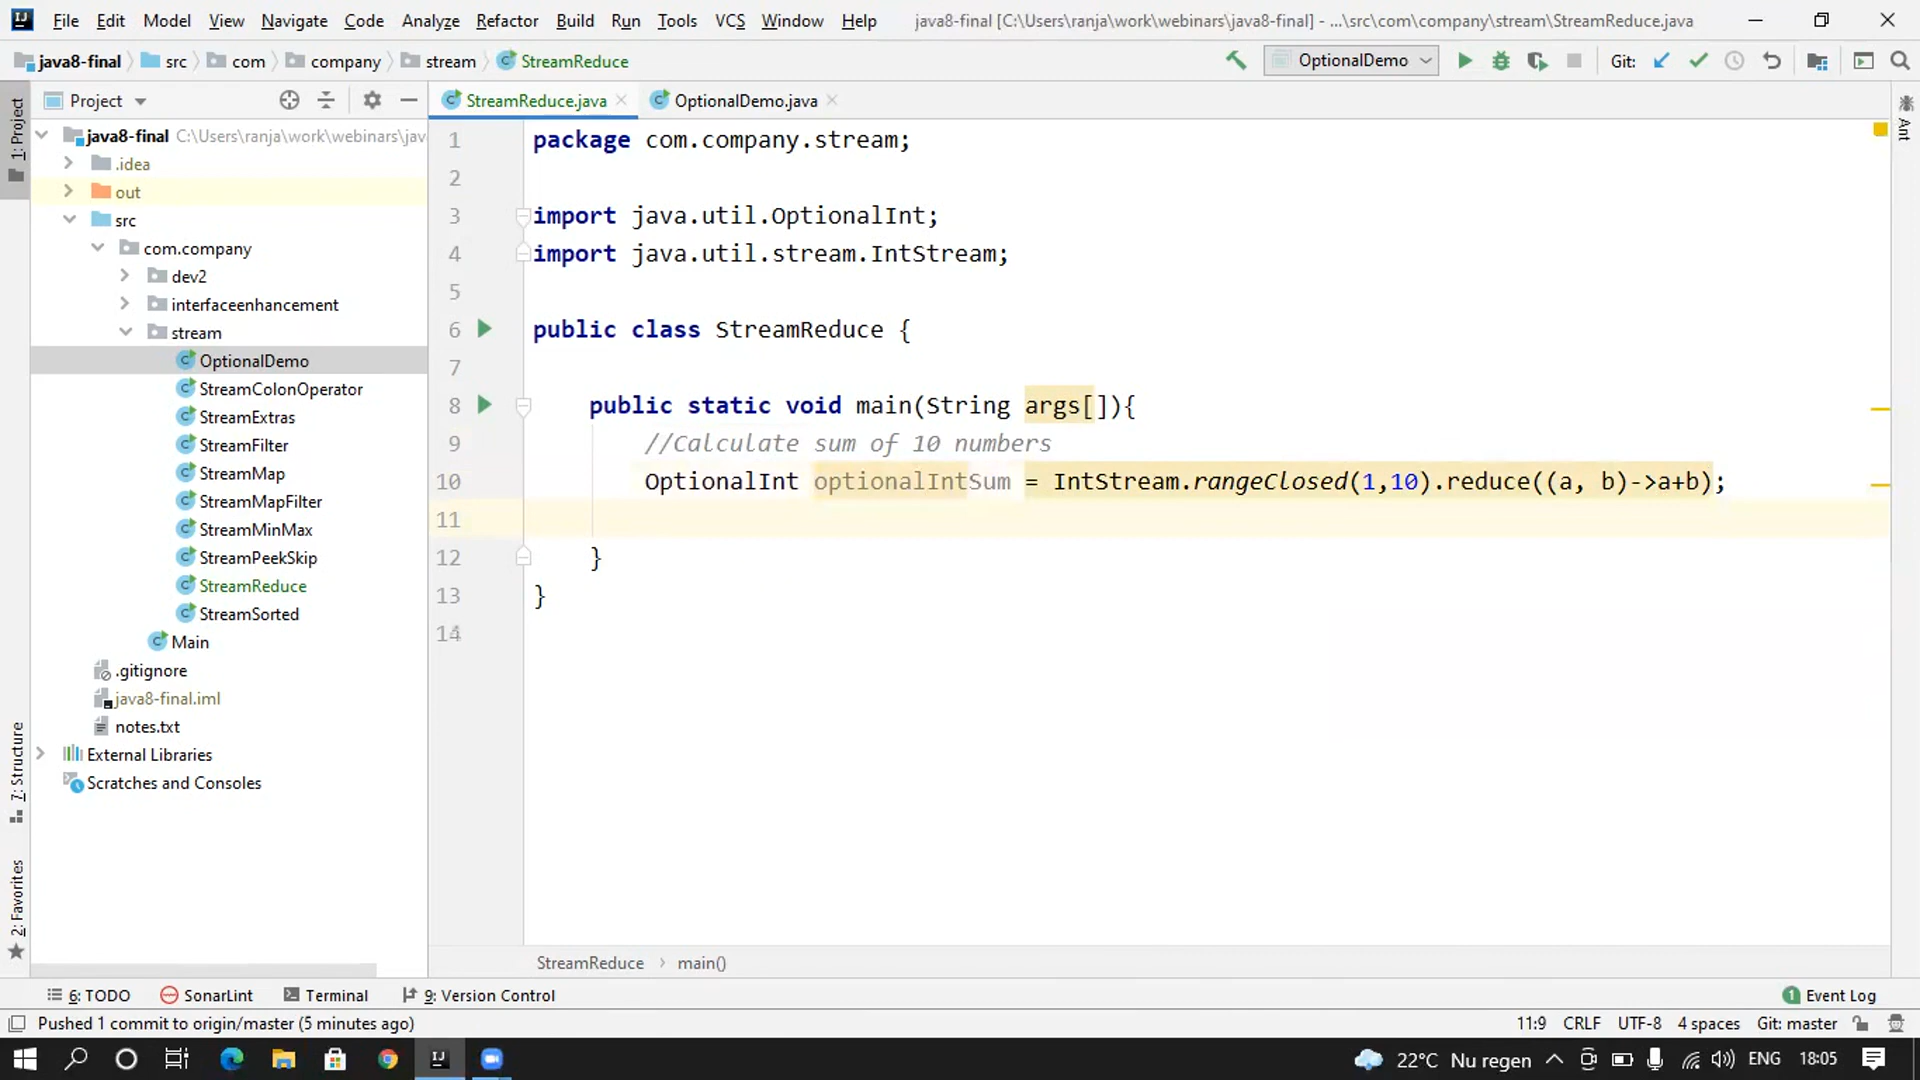 File Edit Model View Navigate Code Analyze Refactor Build Run Tools VCS Window Help java8-final [C:\Users\ranja\work\webinars\java8-final] - ...\src\com\company\stream\StreamReduce.java
java8-final src com company stream StreamReduce OptionalDemo Git:
Project StreamReduce.java OptionalDemo.java
1: Project
Ant
java8-final C:\Users\ranja\work\webinars\jav
.idea
out
src
com.company
dev2
interfaceenhancement
stream
OptionalDemo
StreamColonOperator
StreamExtras
StreamFilter
StreamMap
StreamMapFilter
StreamMinMax
StreamPeekSkip
StreamReduce
StreamSorted
Main
.gitignore
java8-final.iml
notes.txt
External Libraries
Scratches and Consoles
7: Structure
2: Favorites
1 package com.company.stream;
2
3 import java.util.OptionalInt;
4 import java.util.stream.IntStream;
5
6 public class StreamReduce {
7
8 public static void main(String args[]){
9 //Calculate sum of 10 numbers
10 OptionalInt optionalIntSum = IntStream.rangeClosed(1,10).reduce((a, b)->a+b);
11
12 }
13 }
14
StreamReduce main()
6: TODO SonarLint Terminal 9: Version Control 1 Event Log
Pushed 1 commit to origin/master (5 minutes ago) 11:9 CRLF UTF-8 4 spaces Git: master
22°C Nu regen ENG 18:05